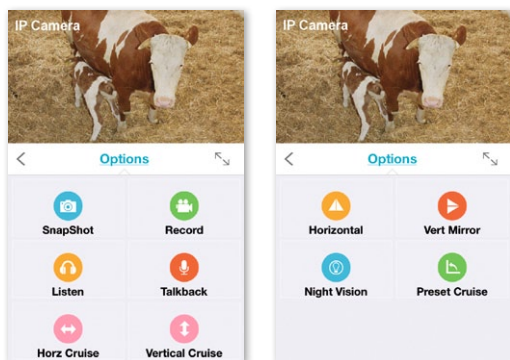 IP Camera
Options
SnapShot
Record
Listen
Talkback
Horz Cruise
Vertical Cruise
IP Camera
Options
Horizontal
Vert Mirror
Night Vision
Preset Cruise